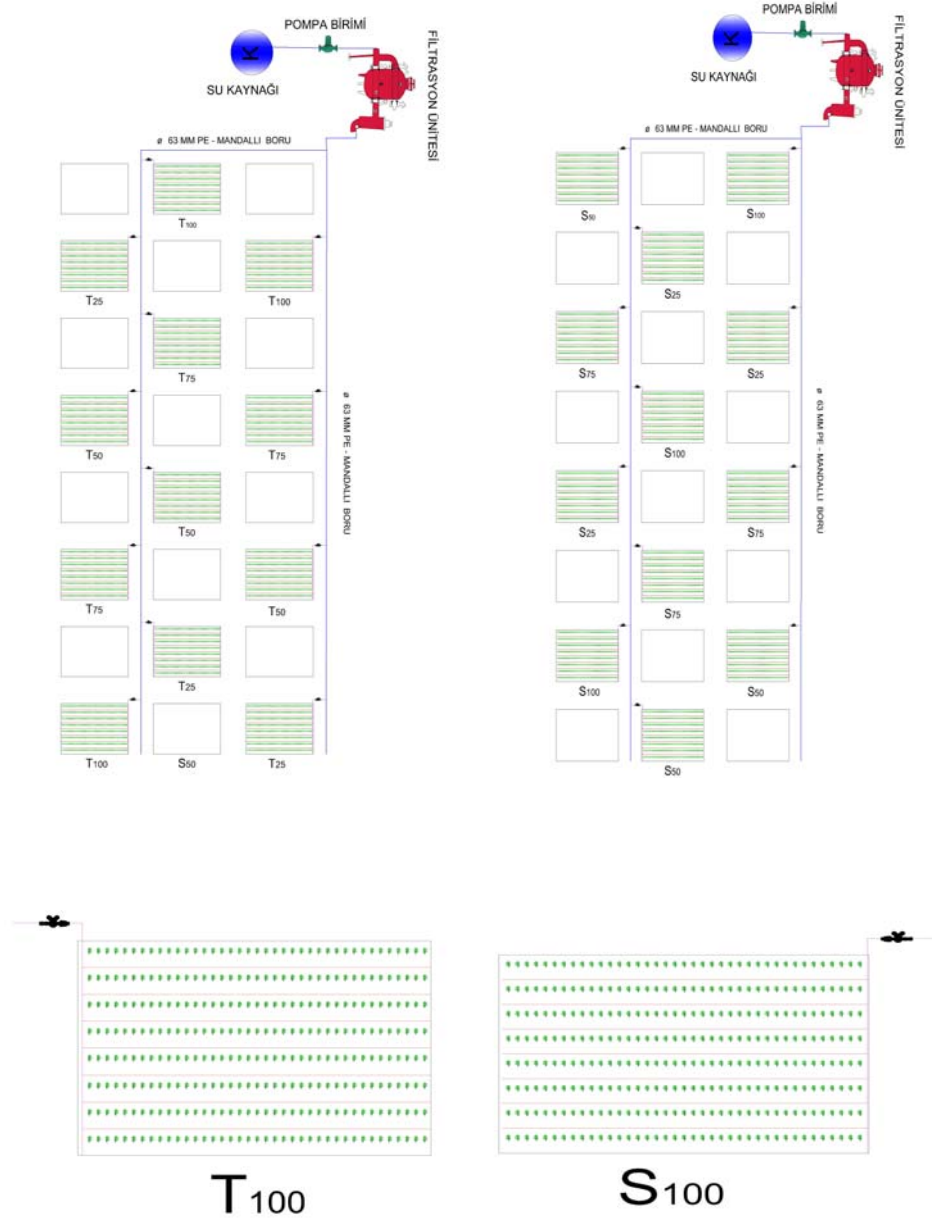 POMPA BİRİMİ
K
SU KAYNAĞI
FİLTRASYON ÜNİTESİ
ø 63 MM PE - MANDALLI BORU
T100
T25
T100
T75
ø 63 MM PE - MANDALLI BORU
T50
T75
T50
T75
T50
T25
T100
S50
T25
POMPA BİRİMİ
K
SU KAYNAĞI
FİLTRASYON ÜNİTESİ
ø 63 MM PE - MANDALLI BORU
S50
S100
S25
S75
S25
ø 63 MM PE - MANDALLI BORU
S100
S25
S75
S75
S100
S50
S50
T100
S100